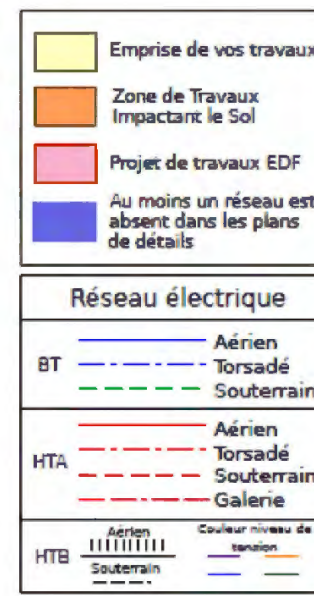 Emprise de vos travaux
Zone de Travaux
Impactant le Sol
Projet de travaux EDF
Au moins un réseau est
absent dans les plans
de détails
Réseau électrique
BT
Aérien
Torsadé
Souterrain
HTA
Aérien
Torsadé
Souterrain
Galerie
HTB
Aérien
Souterrain
Couleur niveau de
tension